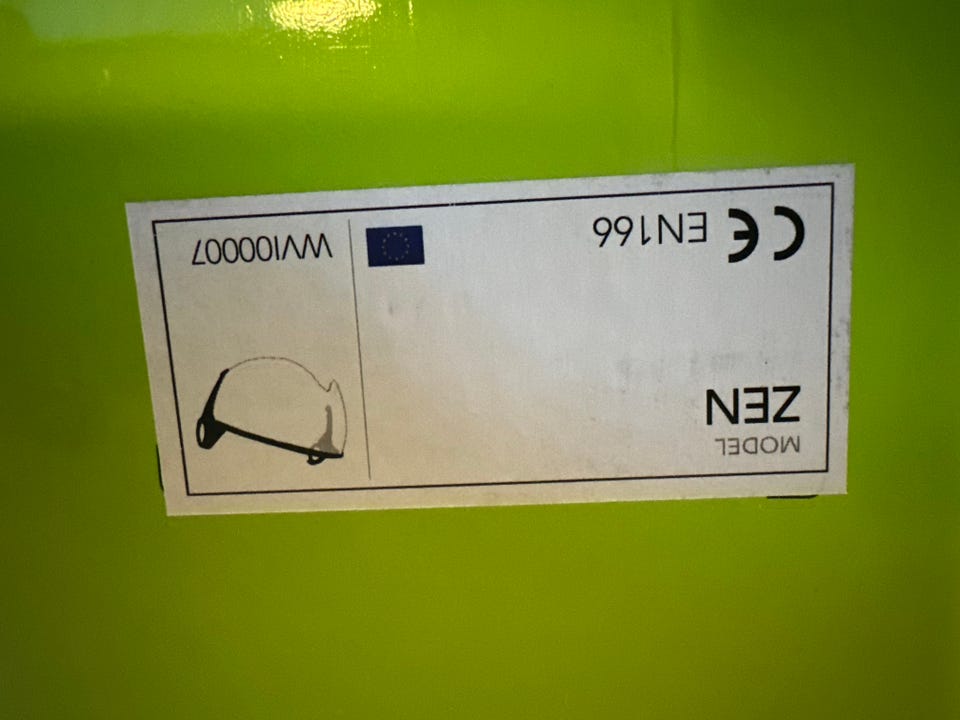 MODEL
ZEN
CE EN166
WVI00007